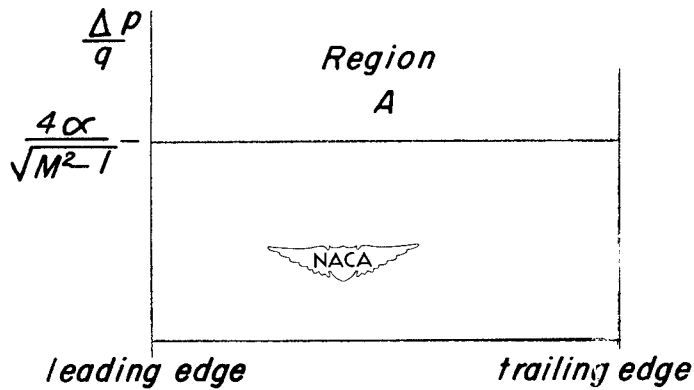 Δp
q
Region
A
4α
√M²-1
NACA
leading edge
trailing edge